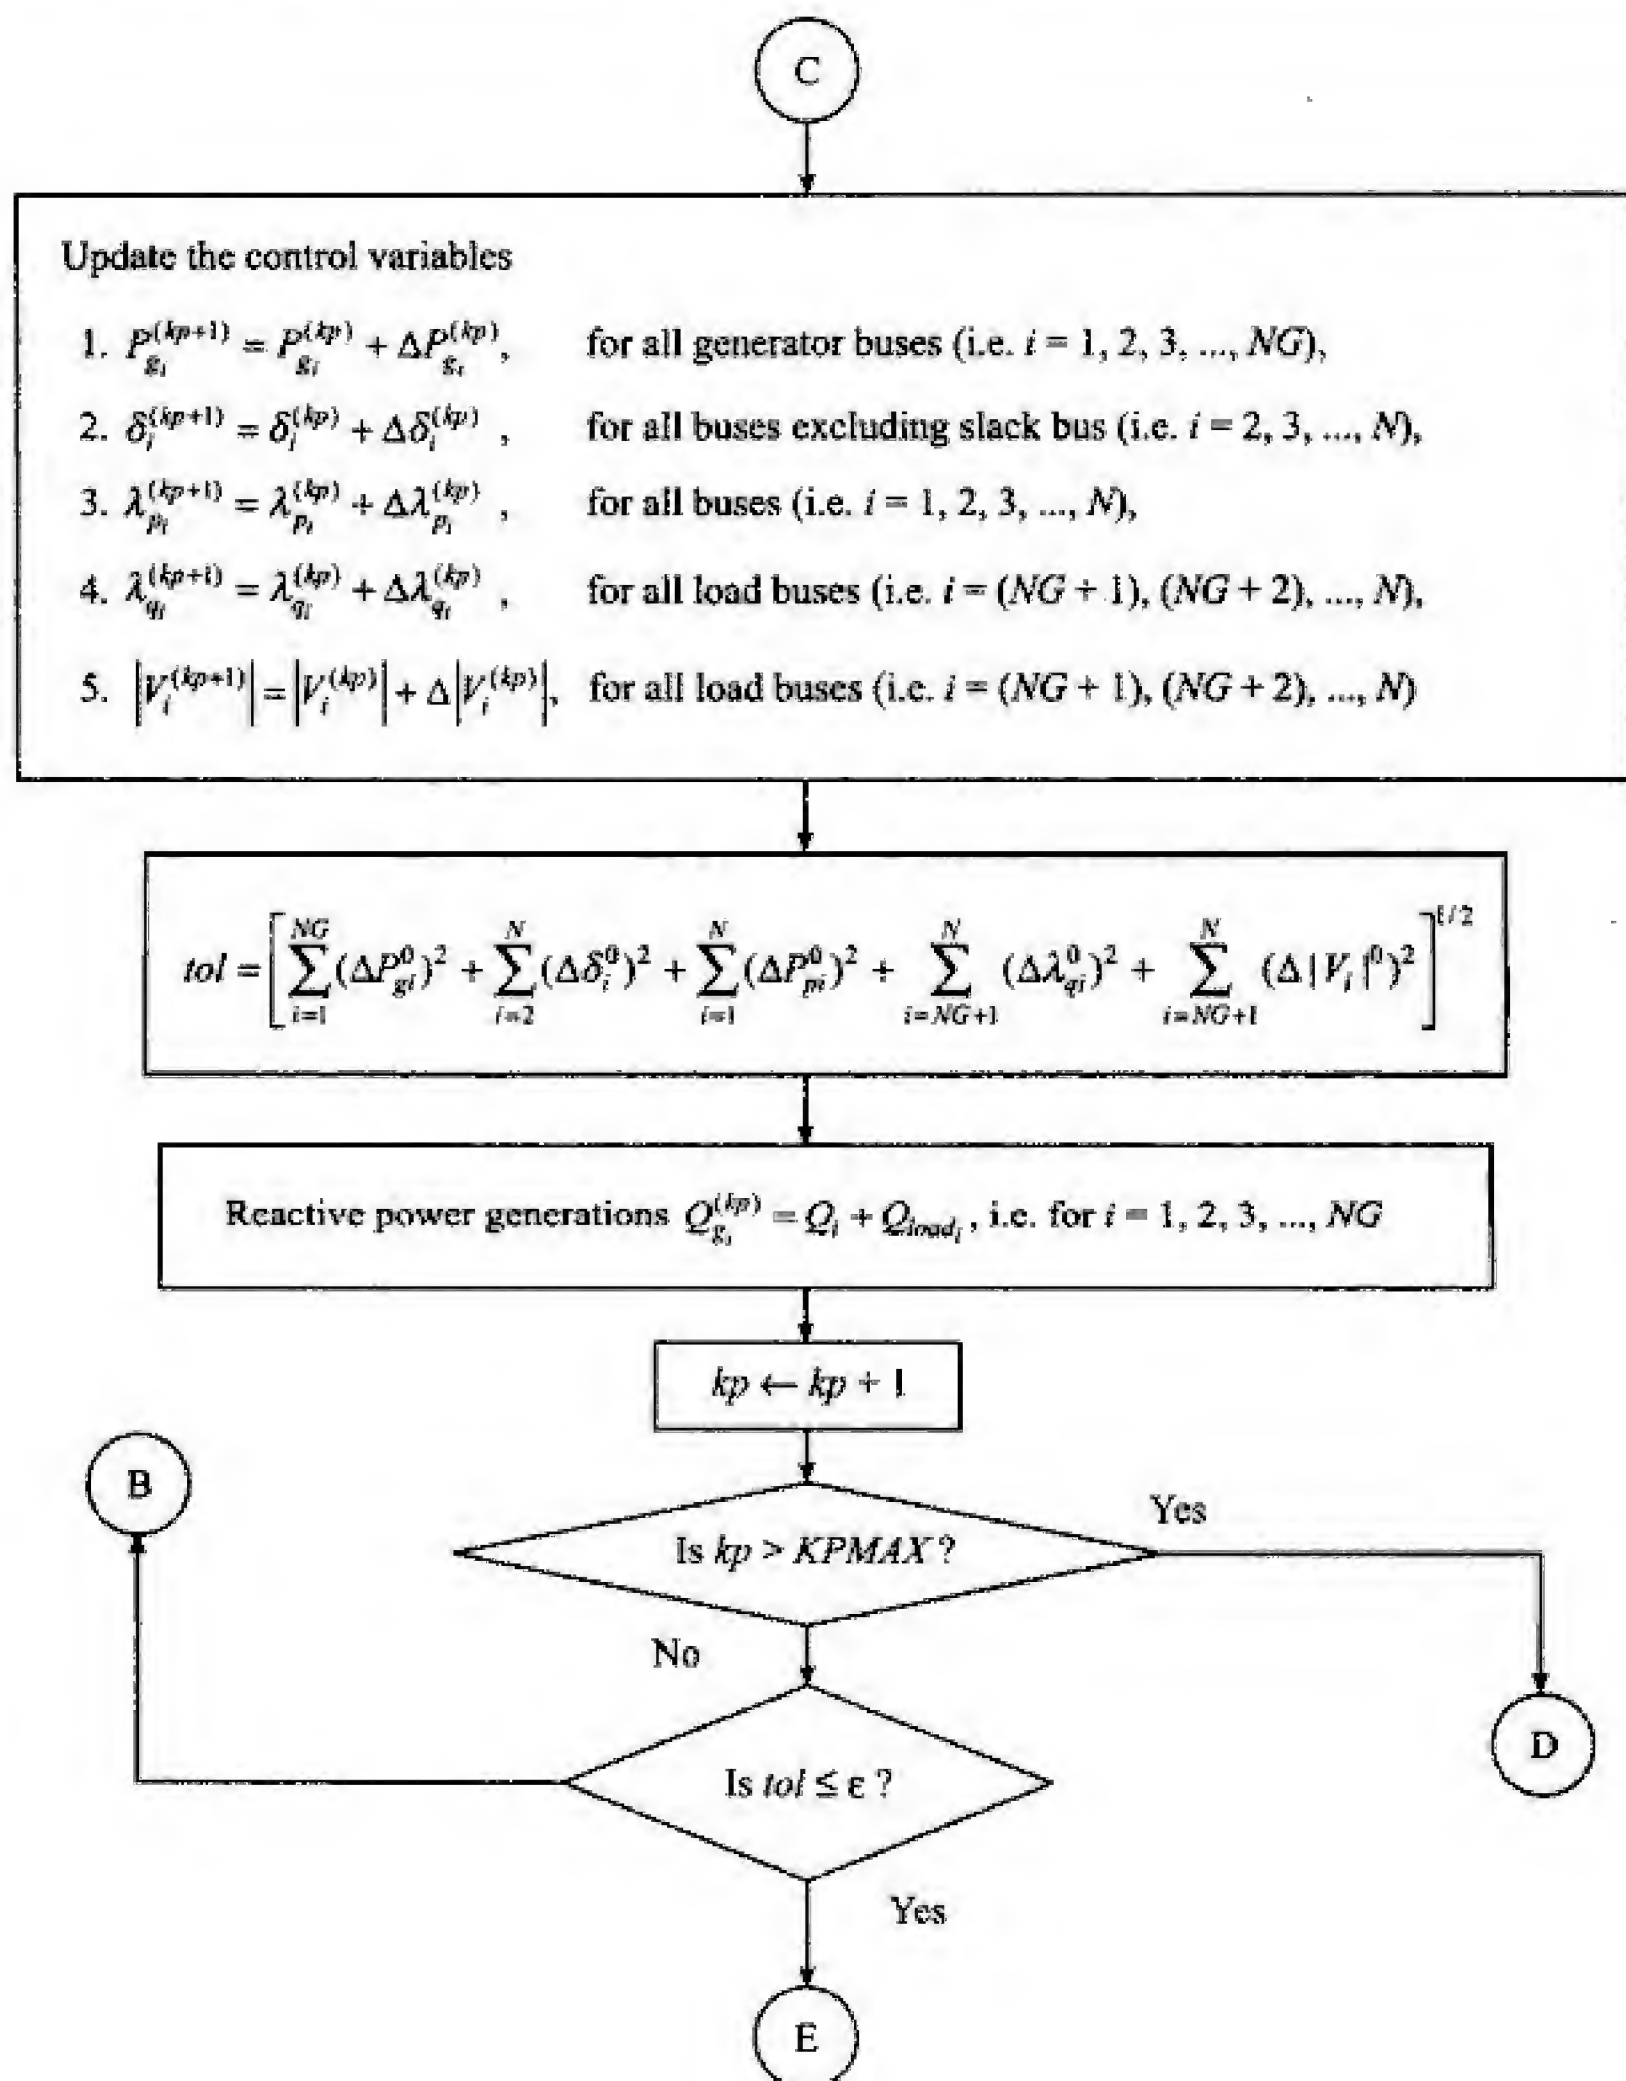 C
Update the control variables
1. P_{g_i}^{(kp+1)} = P_{g_i}^{(kp)} + ΔP_{g_i}^{(kp)}, for all generator buses (i.e. i = 1, 2, 3, ..., NG),
2. δ_i^{(kp+1)} = δ_i^{(kp)} + Δδ_i^{(kp)} , for all buses excluding slack bus (i.e. i = 2, 3, ..., N),
3. λ_{p_i}^{(kp+1)} = λ_{p_i}^{(kp)} + Δλ_{p_i}^{(kp)} , for all buses (i.e. i = 1, 2, 3, ..., N),
4. λ_{q_i}^{(kp+1)} = λ_{q_i}^{(kp)} + Δλ_{q_i}^{(kp)} , for all load buses (i.e. i = (NG + 1), (NG + 2), ..., N),
5. |V_i^{(kp+1)}| = |V_i^{(kp)}| + Δ|V_i^{(kp)}|, for all load buses (i.e. i = (NG + 1), (NG + 2), ..., N)
tol = [∑_{i=1}^{NG} (ΔP_{gi}^0)^2 + ∑_{i=2}^{N} (Δδ_i^0)^2 + ∑_{i=1}^{N} (ΔP_{pi}^0)^2 + ∑_{i=NG+1}^{N} (Δλ_{qi}^0)^2 + ∑_{i=NG+1}^{N} (Δ|V_i|^0)^2]^{1/2}
Reactive power generations Q_{g_i}^{(kp)} = Q_i + Q_{load_i}, i.e. for i = 1, 2, 3, ..., NG
kp ← kp + 1
B
Yes
Is kp > KPMAX ?
No
D
Is tol ≤ ε ?
Yes
E